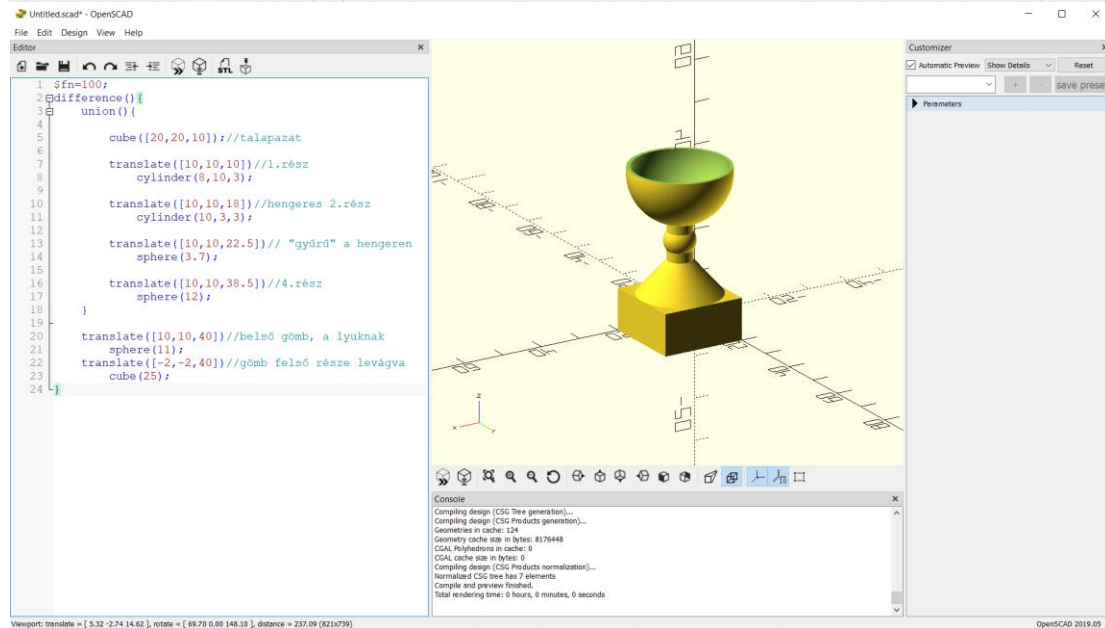 Untitled.scad* - OpenSCAD
File Edit Design View Help
Editor
STL
1 $fn=100;
2 difference(){
3 union(){
4
5 cube([20,20,10]);//talapazat
6
7 translate([10,10,10])//1.rész
8 cylinder(8,10,3);
9
10 translate([10,10,18])//hengeres 2.rész
11 cylinder(10,3,3);
12
13 translate([10,10,22.5])// "gyűrű" a hengeren
14 sphere(3.7);
15
16 translate([10,10,38.5])//4.rész
17 sphere(12);
18 }
19
20 translate([10,10,40])//belső gömb, a lyuknak
21 sphere(11);
22 translate([-2,-2,40])//gömb felső része levágva
23 cube(25);
24 }
z
x
y
10
Console
Compiling design (CSG Tree generation)...
Compiling design (CSG Products generation)...
Geometries in cache: 124
Geometry cache size in bytes: 8176448
CGAL Polyhedrons in cache: 0
CGAL cache size in bytes: 0
Compiling design (CSG Products normalization)...
Normalized CSG tree has 7 elements
Compile and preview finished.
Total rendering time: 0 hours, 0 minutes, 0 seconds
Customizer
Automatic Preview Show Details Reset
+ - save prese
Parameters
Viewport: translate = [ 5.32 -2.74 14.62 ], rotate = [ 69.70 0.00 148.10 ], distance = 237.09 (821x739)
OpenSCAD 2019.05